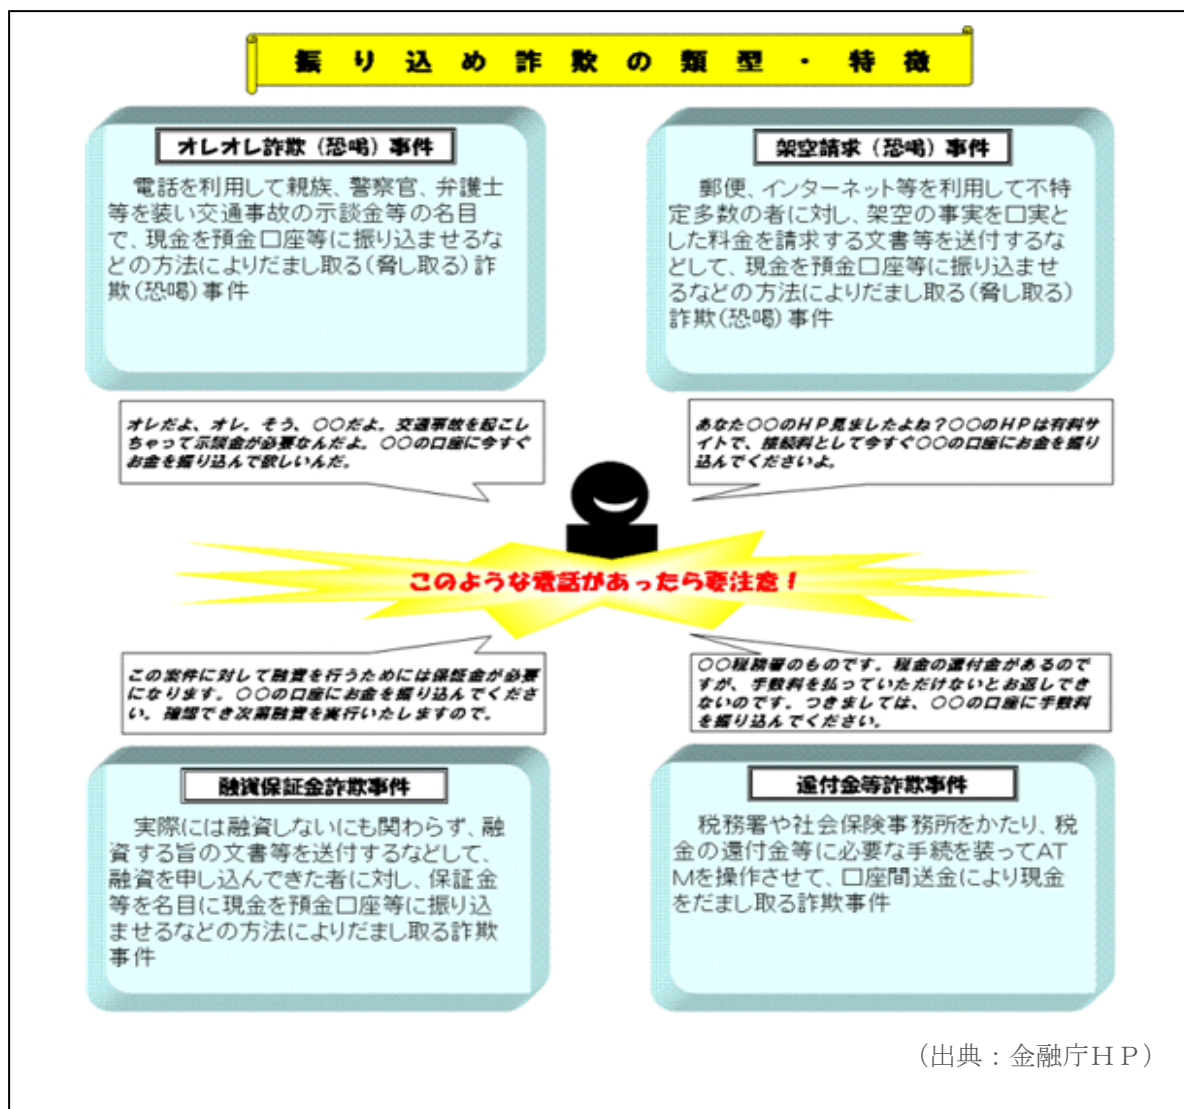 振り込め詐欺の類型・特徴
オレオレ詐欺（恐喝）事件
電話を利用して親族、警察官、弁護士
等を装い交通事故の示談金等の名目
で、現金を預金口座等に振り込ませるな
どの方法によりだまし取る（脅し取る）詐
欺（恐喝）事件
架空請求（恐喝）事件
郵便、インターネット等を利用して不特
定多数の者に対し、架空の事実を口実と
した料金を請求する文書等を送付するな
どして、現金を預金口座等に振り込ませ
るなどの方法によりだまし取る（脅し取る）
詐欺（恐喝）事件
オレだよ、オレ。そう、○○だよ。交通事故を起こし
ちゃって示談金が必要なんだよ。○○の口座に今すぐ
お金を振り込んで欲しいんだ。
あなた○○のＨＰ見ましたよね？○○のＨＰは有料サ
イトで、接続料として今すぐ○○の口座にお金を振り
込んでくださいよ。
このような電話があったら要注意！
この案件に対して融資を行うためには保証金が必要
になります。○○の口座にお金を振り込んでくださ
い。確認でき次第融資を実行いたしますので。
○○税務署のものです。税金の還付金があるので
すが、手数料を払っていただけないとお返しでき
ないのです。つきましては、○○の口座に手数料
を振り込んでください。
融資保証金詐欺事件
実際には融資しないにも関わらず、融
資する旨の文書等を送付するなどして、
融資を申し込んできた者に対し、保証金
等を名目に現金を預金口座等に振り込
ませるなどの方法によりだまし取る詐欺
事件
還付金等詐欺事件
税務署や社会保険事務所をかたり、税
金の還付金等に必要な手続を装ってＡＴ
Ｍを操作させて、口座間送金により現金
をだまし取る詐欺事件
（出典：金融庁ＨＰ）